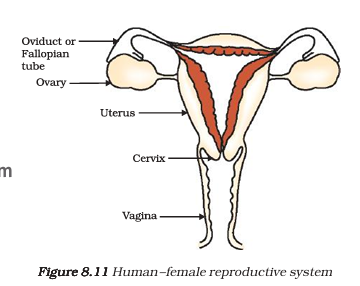 Oviduct or
Fallopian
tube
Ovary
Uterus
m
Cervix
Vagina
Figure 8.11 Human–female reproductive system